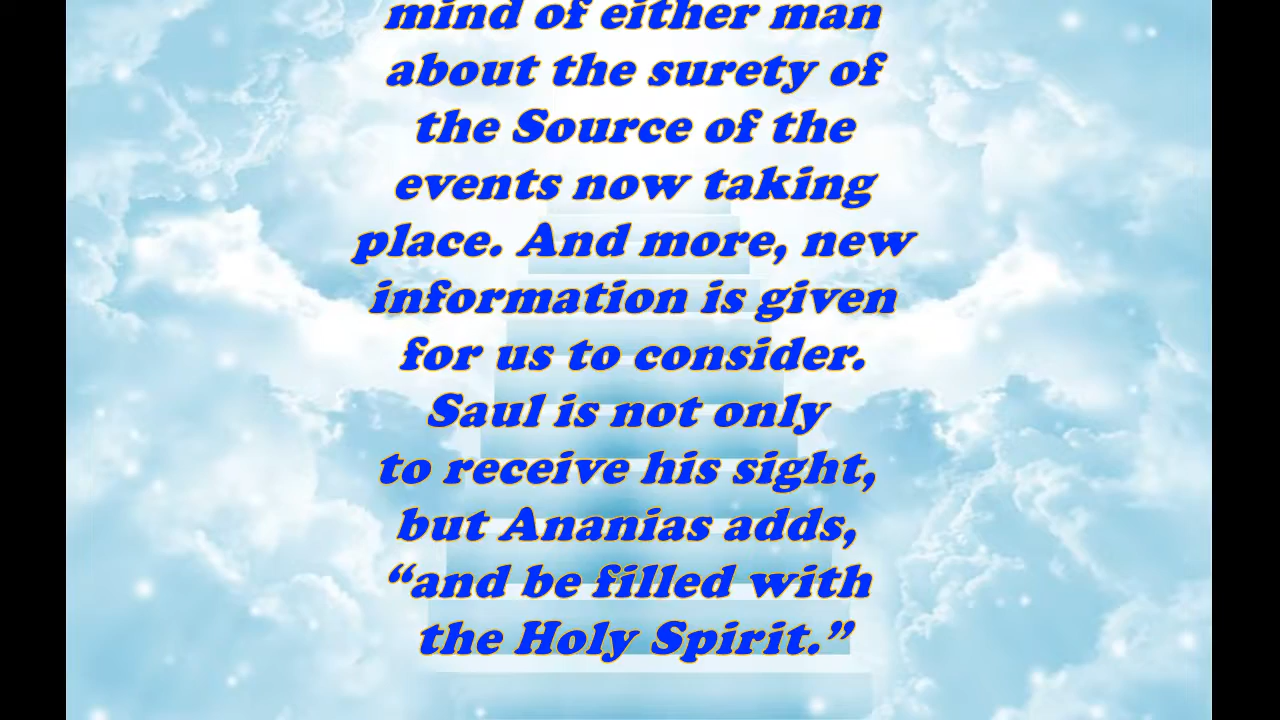 mind of either man
about the surety of
the Source of the
events now taking
place. And more, new
information is given
for us to consider.
Saul is not only
to receive his sight,
but Ananias adds,
“and be filled with
the Holy Spirit.”